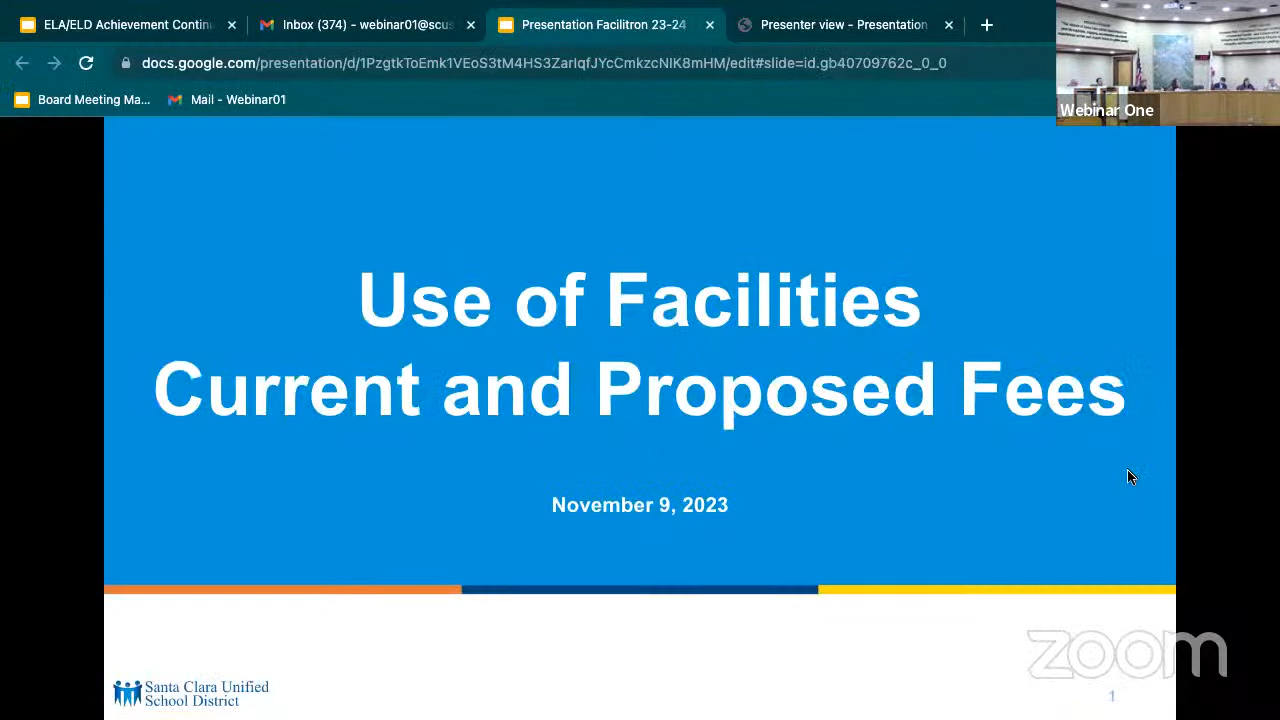 ELA/ELD Achievement Contin
Inbox (374) - webinar01@scus
Presentation Facilitron 23-24
Presenter view - Presentation
docs.google.com/presentation/d/1PzgtkToEmk1VEoS3tM4HS3ZarIqfJYcCmkzcNIK8mHM/edit#slide=id.gb40709762c_0_0
Board Meeting Ma...
Mail - Webinar01
Webinar One
Use of Facilities
Current and Proposed Fees
November 9, 2023
zoom
Santa Clara Unified
School District
1